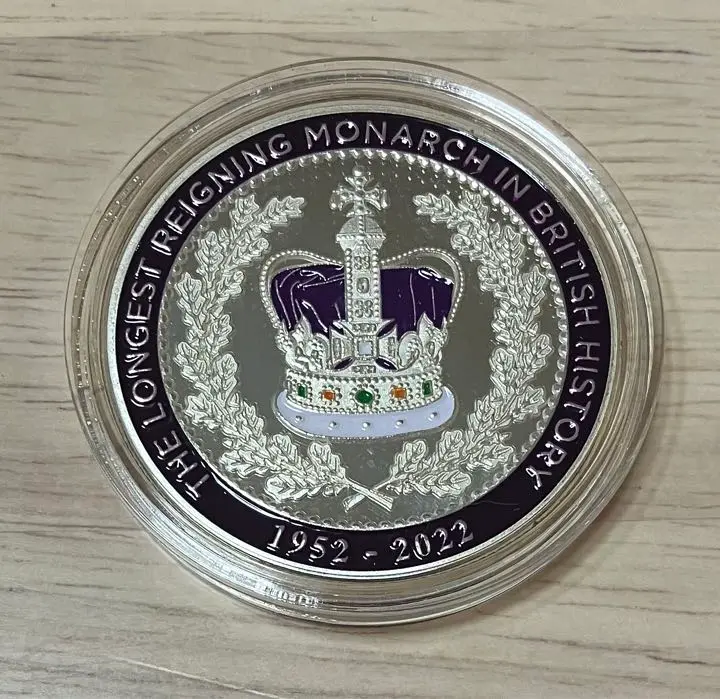 THE LONGEST REIGNING MONARCH IN BRITISH HISTORY
1952 - 2022